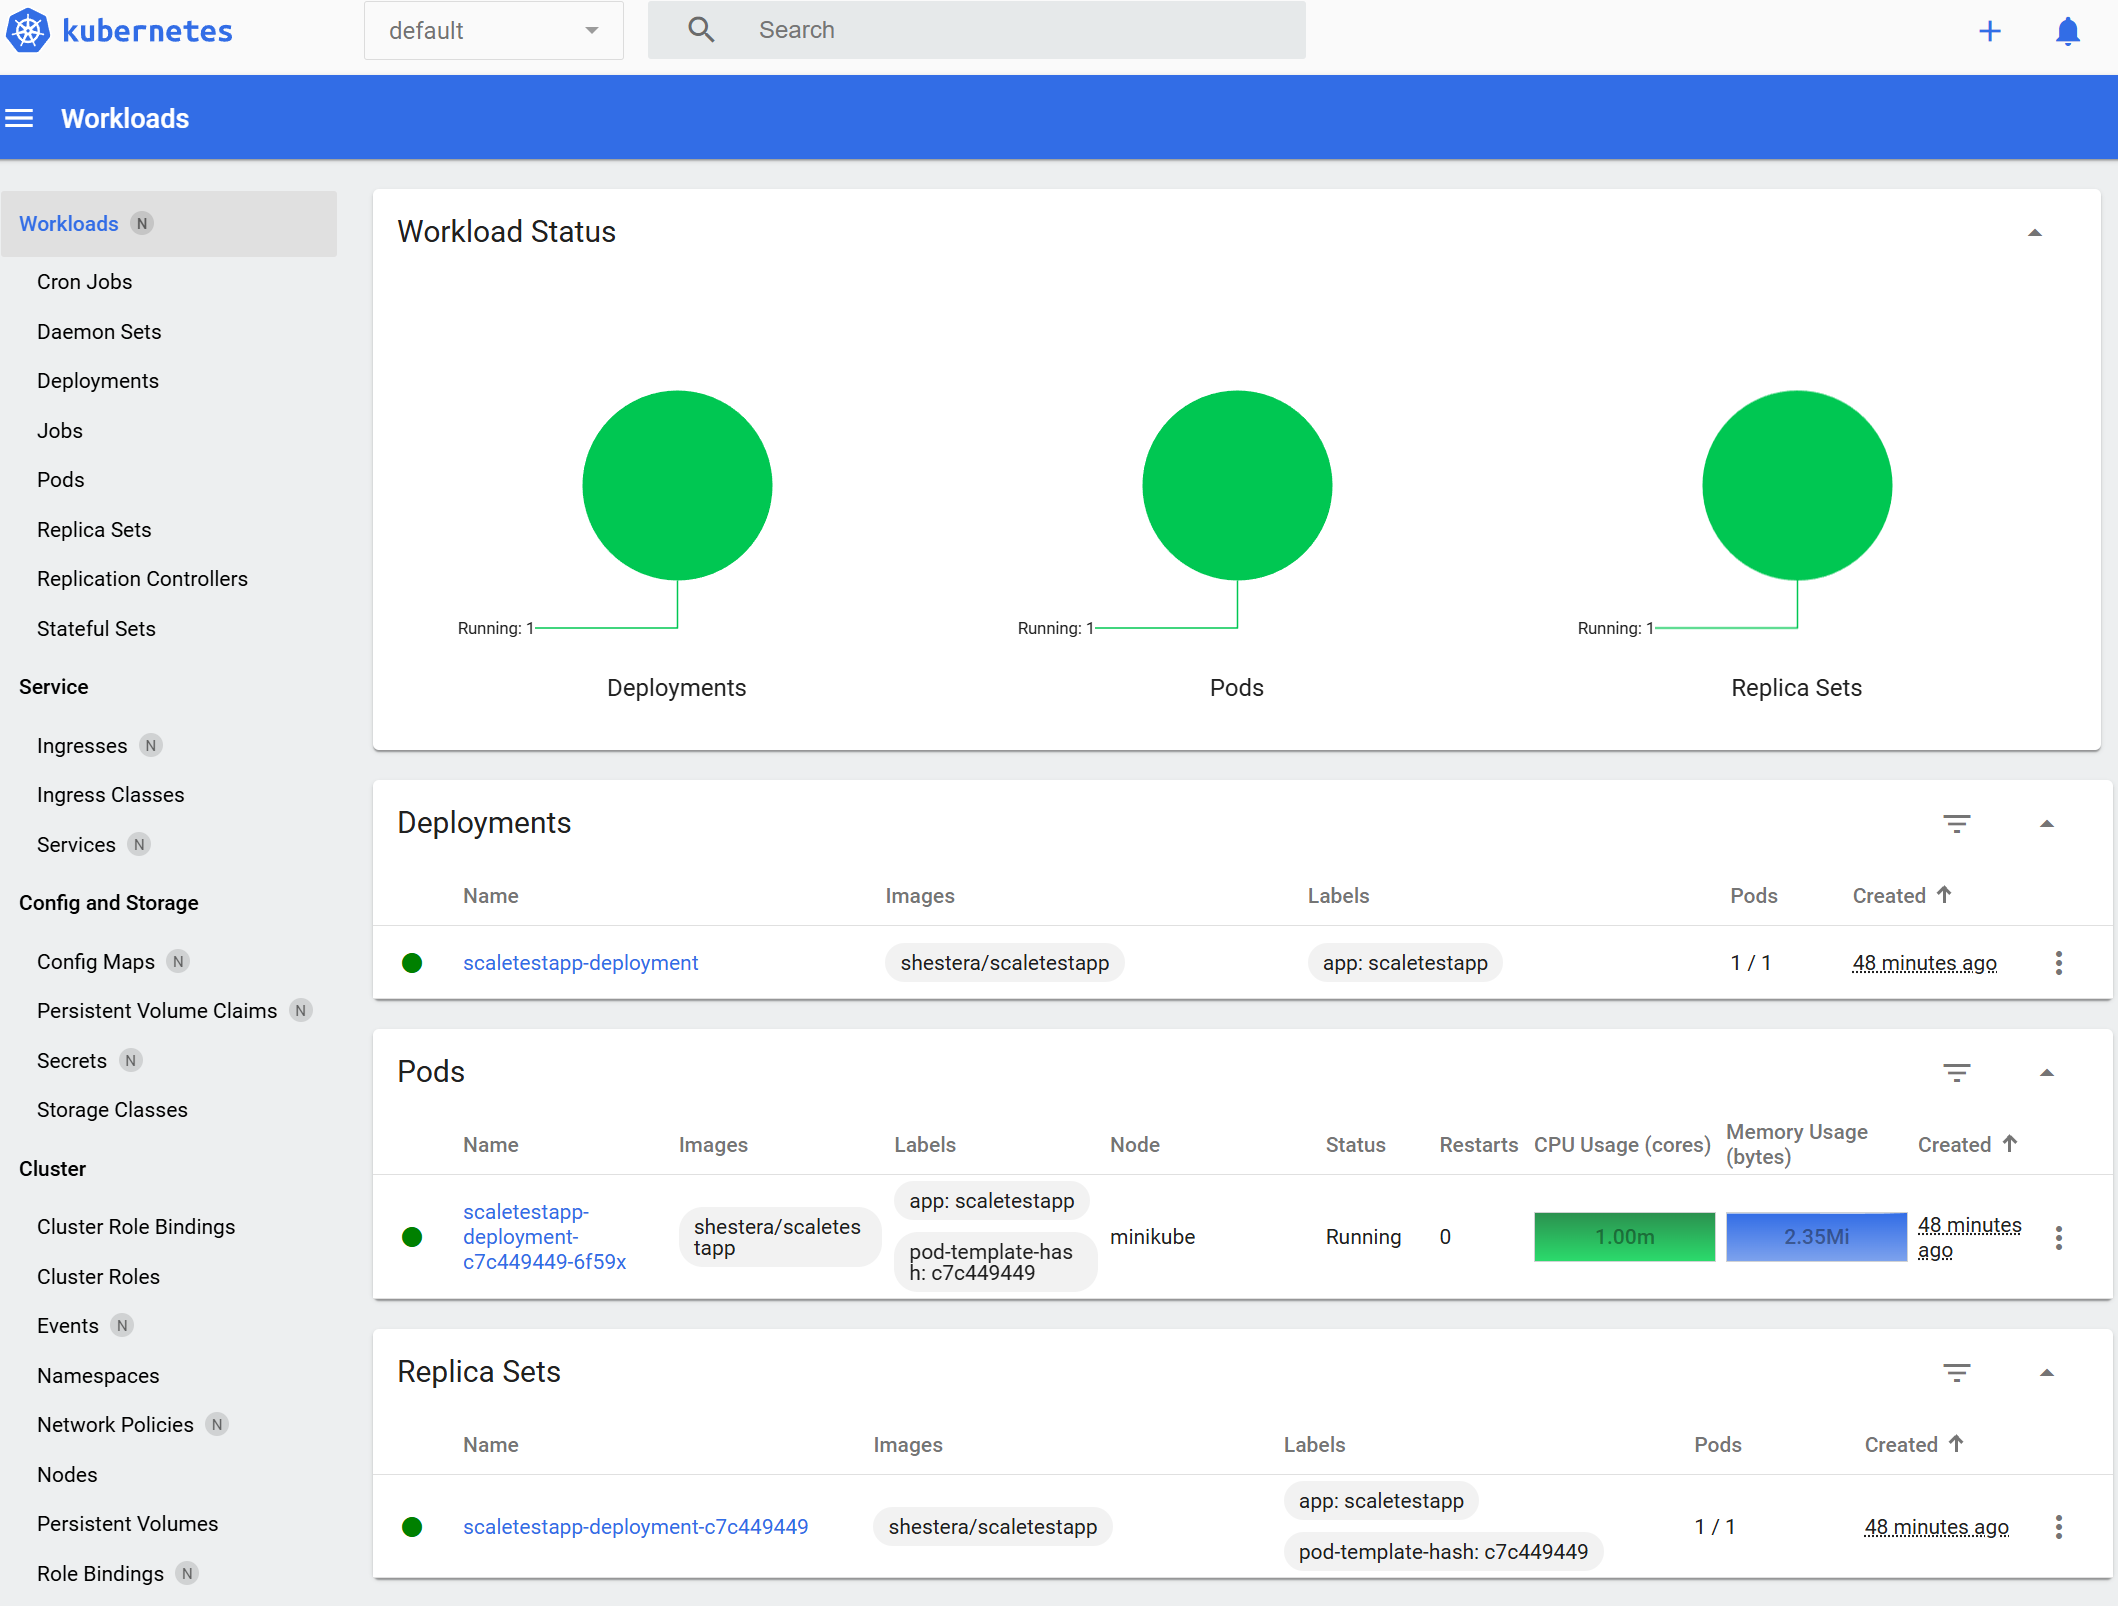 kubernetes
default
Search
Workloads
Workloads N
Cron Jobs
Daemon Sets
Deployments
Jobs
Pods
Replica Sets
Replication Controllers
Stateful Sets
Service
Ingresses N
Ingress Classes
Services N
Config and Storage
Config Maps N
Persistent Volume Claims N
Secrets N
Storage Classes
Cluster
Cluster Role Bindings
Cluster Roles
Events N
Namespaces
Network Policies N
Nodes
Persistent Volumes
Role Bindings N
Workload Status
Running: 1
Deployments
Running: 1
Pods
Running: 1
Replica Sets
Deployments
Name Images Labels Pods Created
scaletestapp-deployment shestera/scaletestapp app: scaletestapp 1 / 1 48 minutes ago
Pods
Name Images Labels Node Status Restarts CPU Usage (cores) Memory Usage
(bytes) Created
scaletestapp-
deployment-
c7c449449-6f59x
shestera/scaletes
tapp
app: scaletestapp
pod-template-has
h: c7c449449
minikube
Running
0
1.00m
2.35Mi
48 minutes
ago
Replica Sets
Name Images Labels Pods Created
scaletestapp-deployment-c7c449449
shestera/scaletestapp
app: scaletestapp
pod-template-hash: c7c449449
1 / 1
48 minutes ago